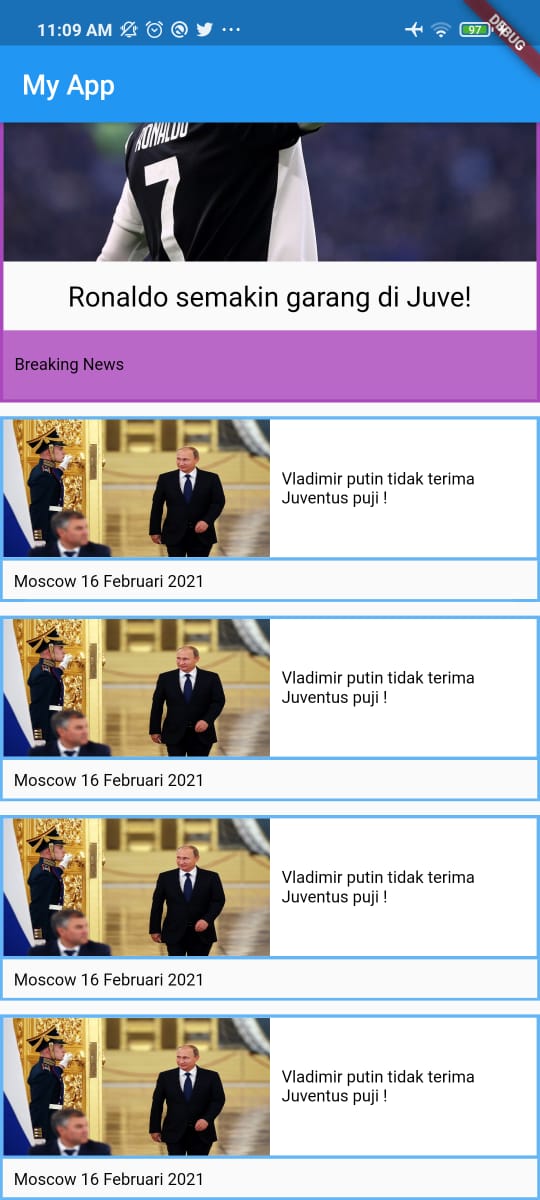 11:09 AM
97
DEBUG
My App
RONALDO
7
Ronaldo semakin garang di Juve!
Breaking News
Vladimir putin tidak terima
Juventus puji !
Moscow 16 Februari 2021
Vladimir putin tidak terima
Juventus puji !
Moscow 16 Februari 2021
Vladimir putin tidak terima
Juventus puji !
Moscow 16 Februari 2021
Vladimir putin tidak terima
Juventus puji !
Moscow 16 Februari 2021